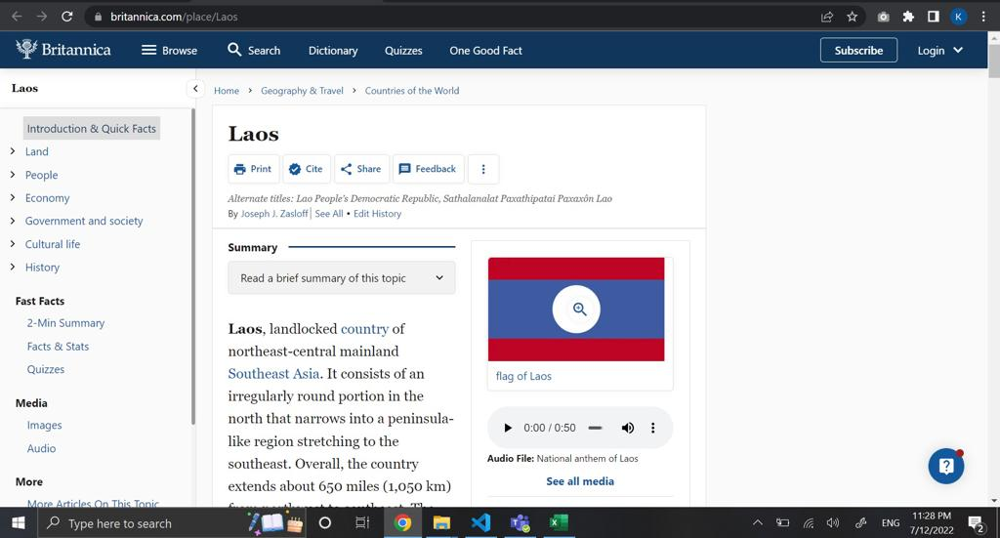 britannica.com/place/Laos
K
Britannica
Browse
Search
Dictionary
Quizzes
One Good Fact
Subscribe
Login
Laos
Introduction & Quick Facts
Land
People
Economy
Government and society
Cultural life
History
Fast Facts
2-Min Summary
Facts & Stats
Quizzes
Media
Images
Audio
More
More Articles On This Topic
Home > Geography & Travel > Countries of the World
Laos
Print
Cite
Share
Feedback
Alternate titles: Lao People's Democratic Republic, Sathalanalat Paxathipatai Paxaxôn Lao
By Joseph J. Zasloff | See All • Edit History
Summary
Read a brief summary of this topic
Laos, landlocked country of
northeast-central mainland
Southeast Asia. It consists of an
irregularly round portion in the
north that narrows into a peninsula-
like region stretching to the
southeast. Overall, the country
extends about 650 miles (1,050 km)
from northwest to southeast. The
flag of Laos
0:00 / 0:50
Audio File: National anthem of Laos
See all media
Type here to search
ENG
11:28 PM
7/12/2022
2